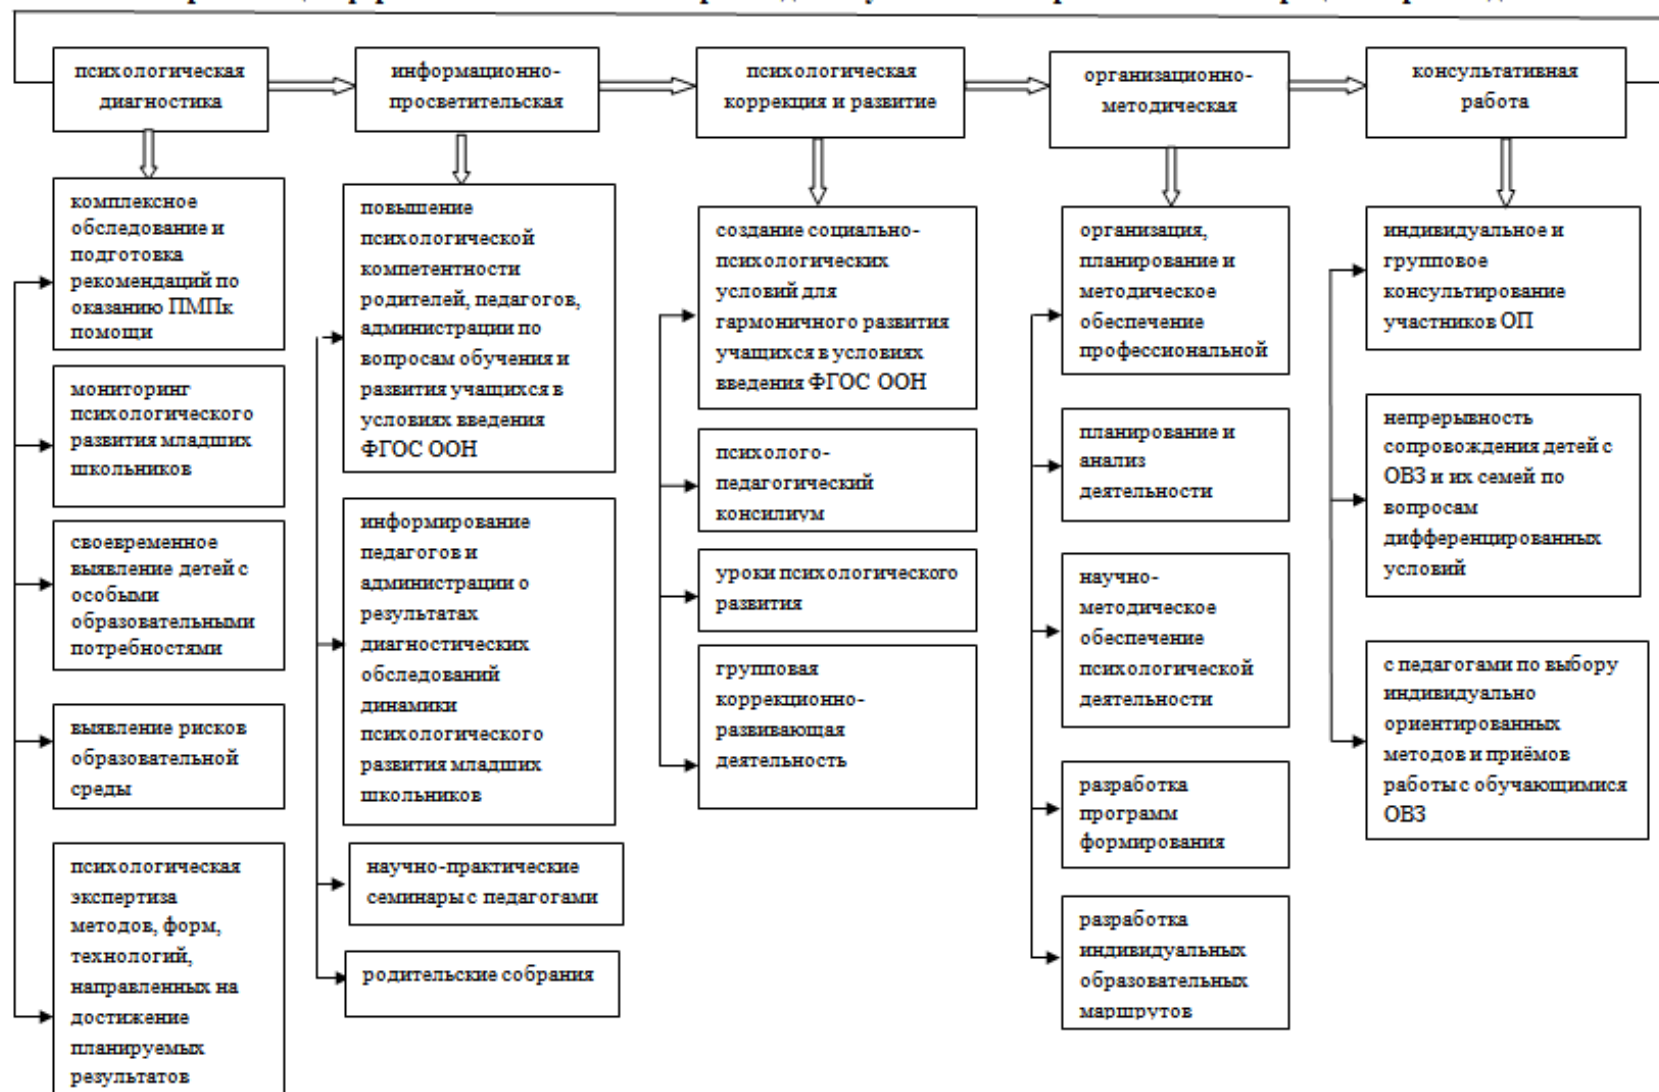 психологическая
диагностика
информационно-
просветительская
психологическая
коррекция и развитие
организационно-
методическая
консультативная
работа
комплексное
обследование и
подготовка
рекомендаций по
оказанию ПМПк
помощи
мониторинг
психологического
развития младших
школьников
своевременное
выявление детей с
особыми
образовательными
потребностями
выявление рисков
образовательной
среды
психологическая
экспертиза
методов, форм,
технологий,
направленных на
достижение
планируемых
результатов
повышение
психологической
компетентности
родителей, педагогов,
администрации по
вопросам обучения и
развития учащихся в
условиях введения
ФГОС ООН
информирование
педагогов и
администрации о
результатах
диагностических
обследований
динамики
психологического
развития младших
школьников
научно-практические
семинары с педагогами
родительские собрания
создание социально-
психологических
условий для
гармоничного развития
учащихся в условиях
введения ФГОС ООН
психолого-
педагогический
консилиум
уроки психологического
развития
групповая
коррекционно-
развивающая
деятельность
организация,
планирование и
методическое
обеспечение
профессиональной
планирование и
анализ
деятельности
научно-
методическое
обеспечение
психологической
деятельности
разработка
программ
формирования
разработка
индивидуальных
образовательных
маршрутов
индивидуальное и
групповое
консультирование
участников ОП
непрерывность
сопровождения детей с
ОВЗ и их семей по
вопросам
дифференцированных
условий
с педагогами по выбору
индивидуально
ориентированных
методов и приёмов
работы с обучающимися
ОВЗ